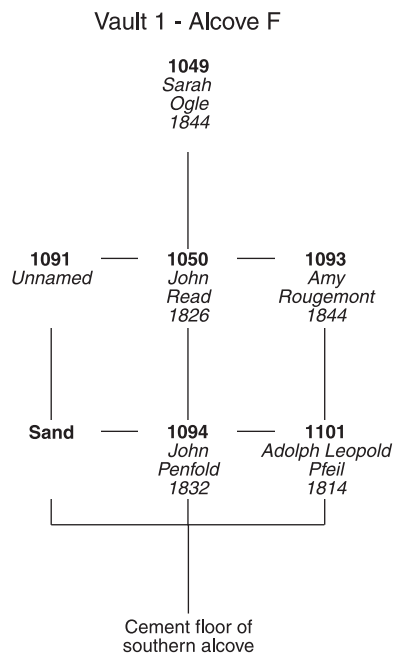 Vault 1 - Alcove F
1049
Sarah
Ogle
1844
1091
Unnamed
1050
John
Read
1826
1093
Amy
Rougemont
1844
Sand
1094
John
Penfold
1832
1101
Adolph Leopold
Pfeil
1814
Cement floor of
southern alcove